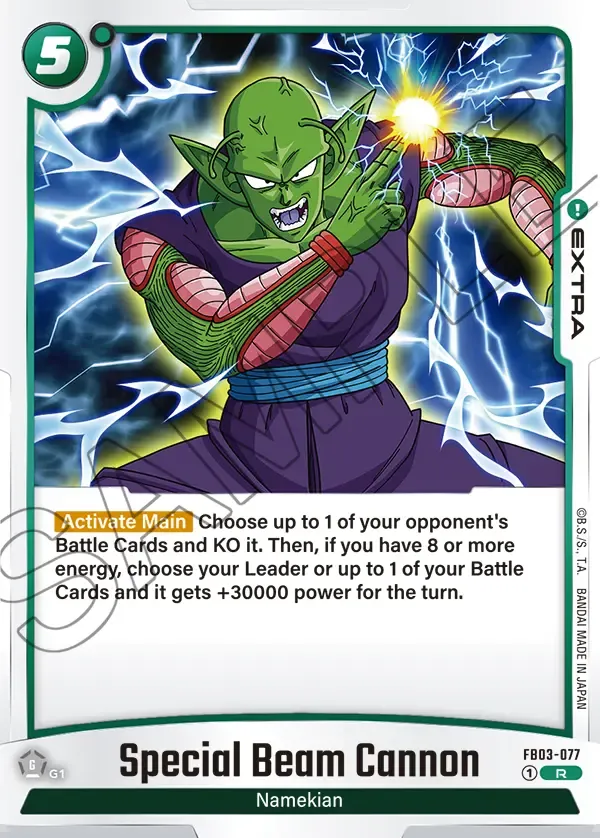 5
! EXTRA
SAMPLE
Activate Main Choose up to 1 of your opponent's
Battle Cards and KO it. Then, if you have 8 or more
energy, choose your Leader or up to 1 of your Battle
Cards and it gets +30000 power for the turn.
©B.S./S., T.A. BANDAI MADE IN JAPAN
G G1
Special Beam Cannon
FB03-077
1 R
Namekian